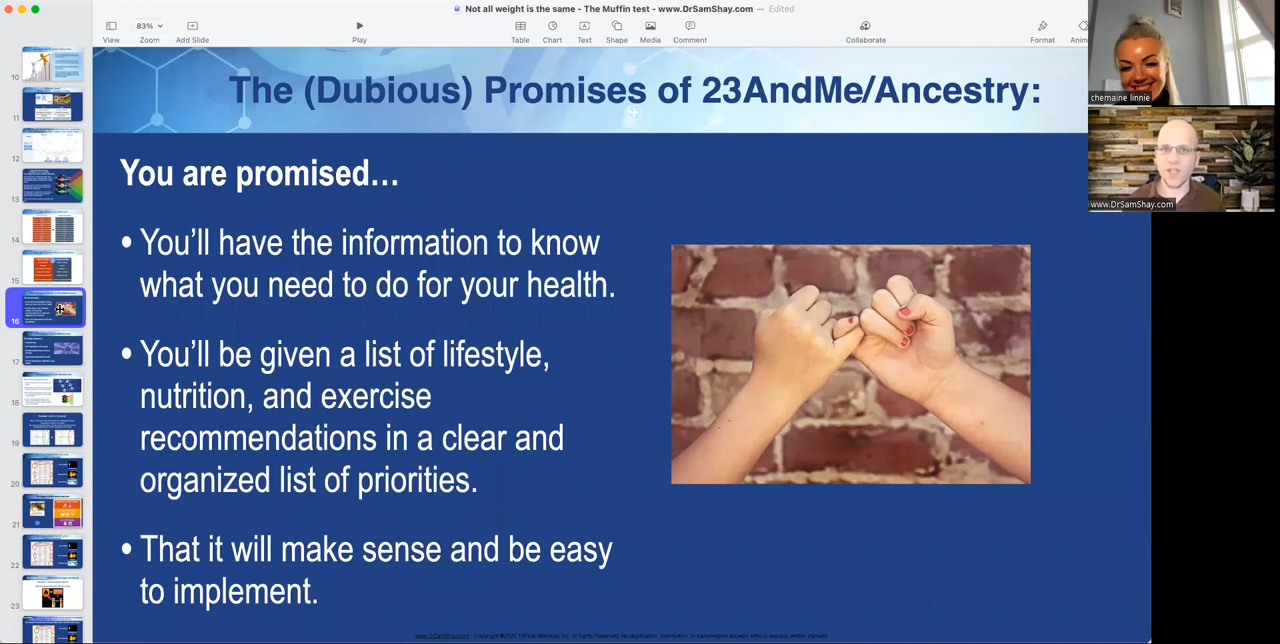 Not all weight is the same - The Muffin test - www.DrSamShay.com — Edited
83%
View
Zoom
Add Slide
Play
Table
Chart
Text
Shape
Media
Comment
Collaborate
Format
Anim
10
11
12
13
14
15
16
17
18
19
20
21
22
23
The (Dubious) Promises of 23AndMe/Ancestry:
You are promised…
• You’ll have the information to know
what you need to do for your health.
• You’ll be given a list of lifestyle,
nutrition, and exercise
recommendations in a clear and
organized list of priorities.
• That it will make sense and be easy
to implement.
chemaine linnie
www.DrSamShay.com